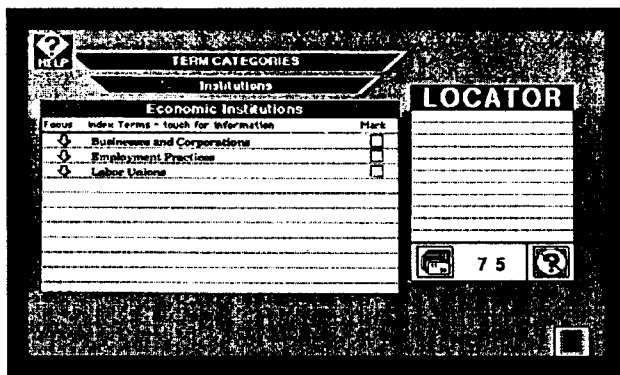 HELP
TERM CATEGORIES
Institutions
Economic Institutions
Focus Index Terms - touch for information Mark
Businesses and Corporations
Employment Practices
Labor Unions
LOCATOR
75